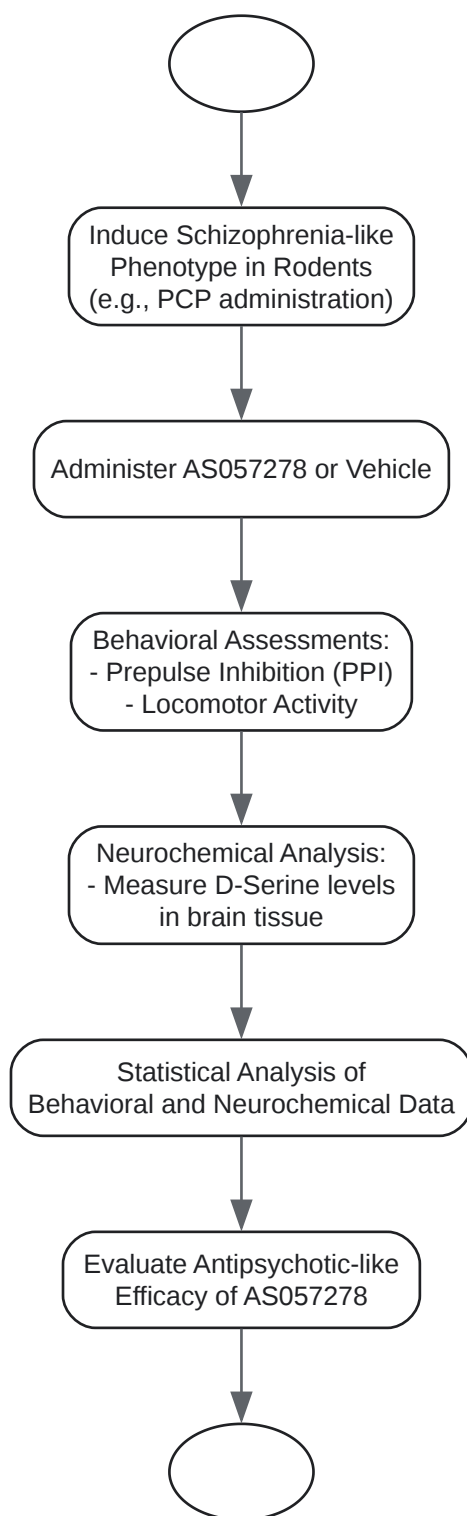 Induce Schizophrenia-like
Phenotype in Rodents
(e.g., PCP administration)
Administer AS057278 or Vehicle
Behavioral Assessments:
- Prepulse Inhibition (PPI)
- Locomotor Activity
Neurochemical Analysis:
- Measure D-Serine levels
in brain tissue
Statistical Analysis of
Behavioral and Neurochemical Data
Evaluate Antipsychotic-like
Efficacy of AS057278